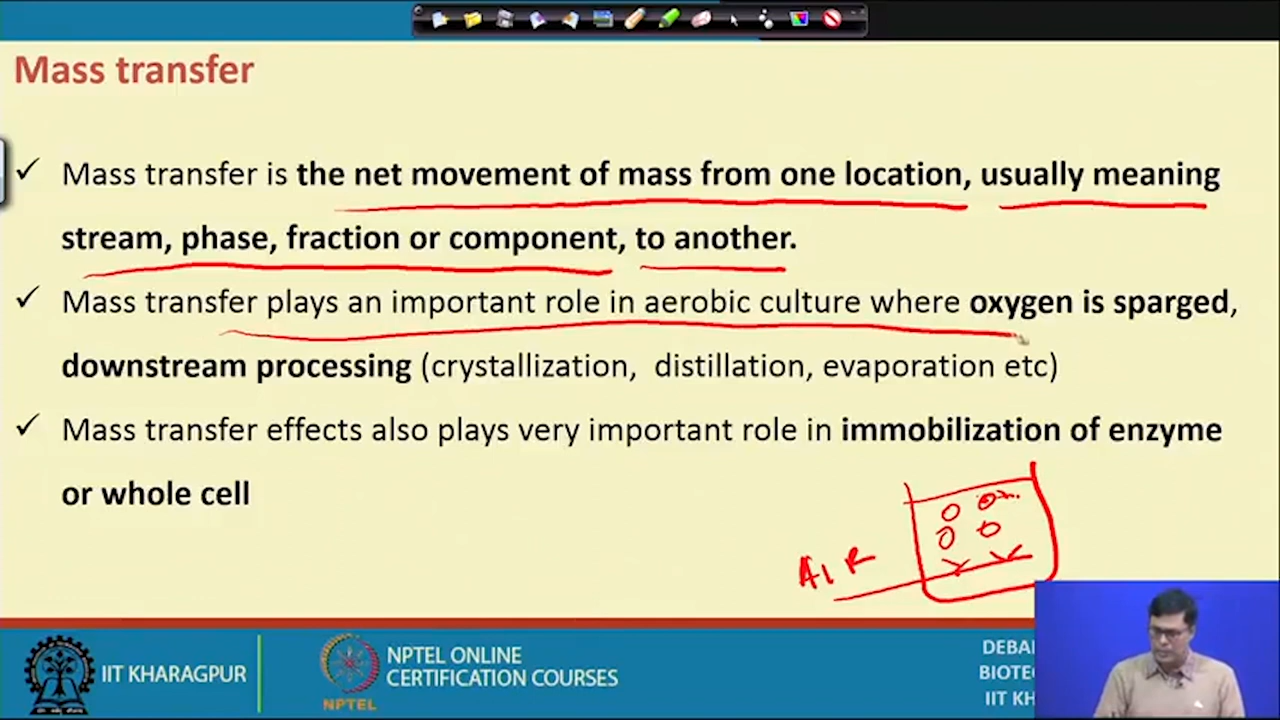 Mass transfer
✓ Mass transfer is the net movement of mass from one location, usually meaning
stream, phase, fraction or component, to another.
✓ Mass transfer plays an important role in aerobic culture where oxygen is sparged,
downstream processing (crystallization, distillation, evaporation etc)
✓ Mass transfer effects also plays very important role in immobilization of enzyme
or whole cell
AIR
IIT KHARAGPUR
NPTEL
NPTEL ONLINE
CERTIFICATION COURSES
DEBA
BIOTE
IIT KH